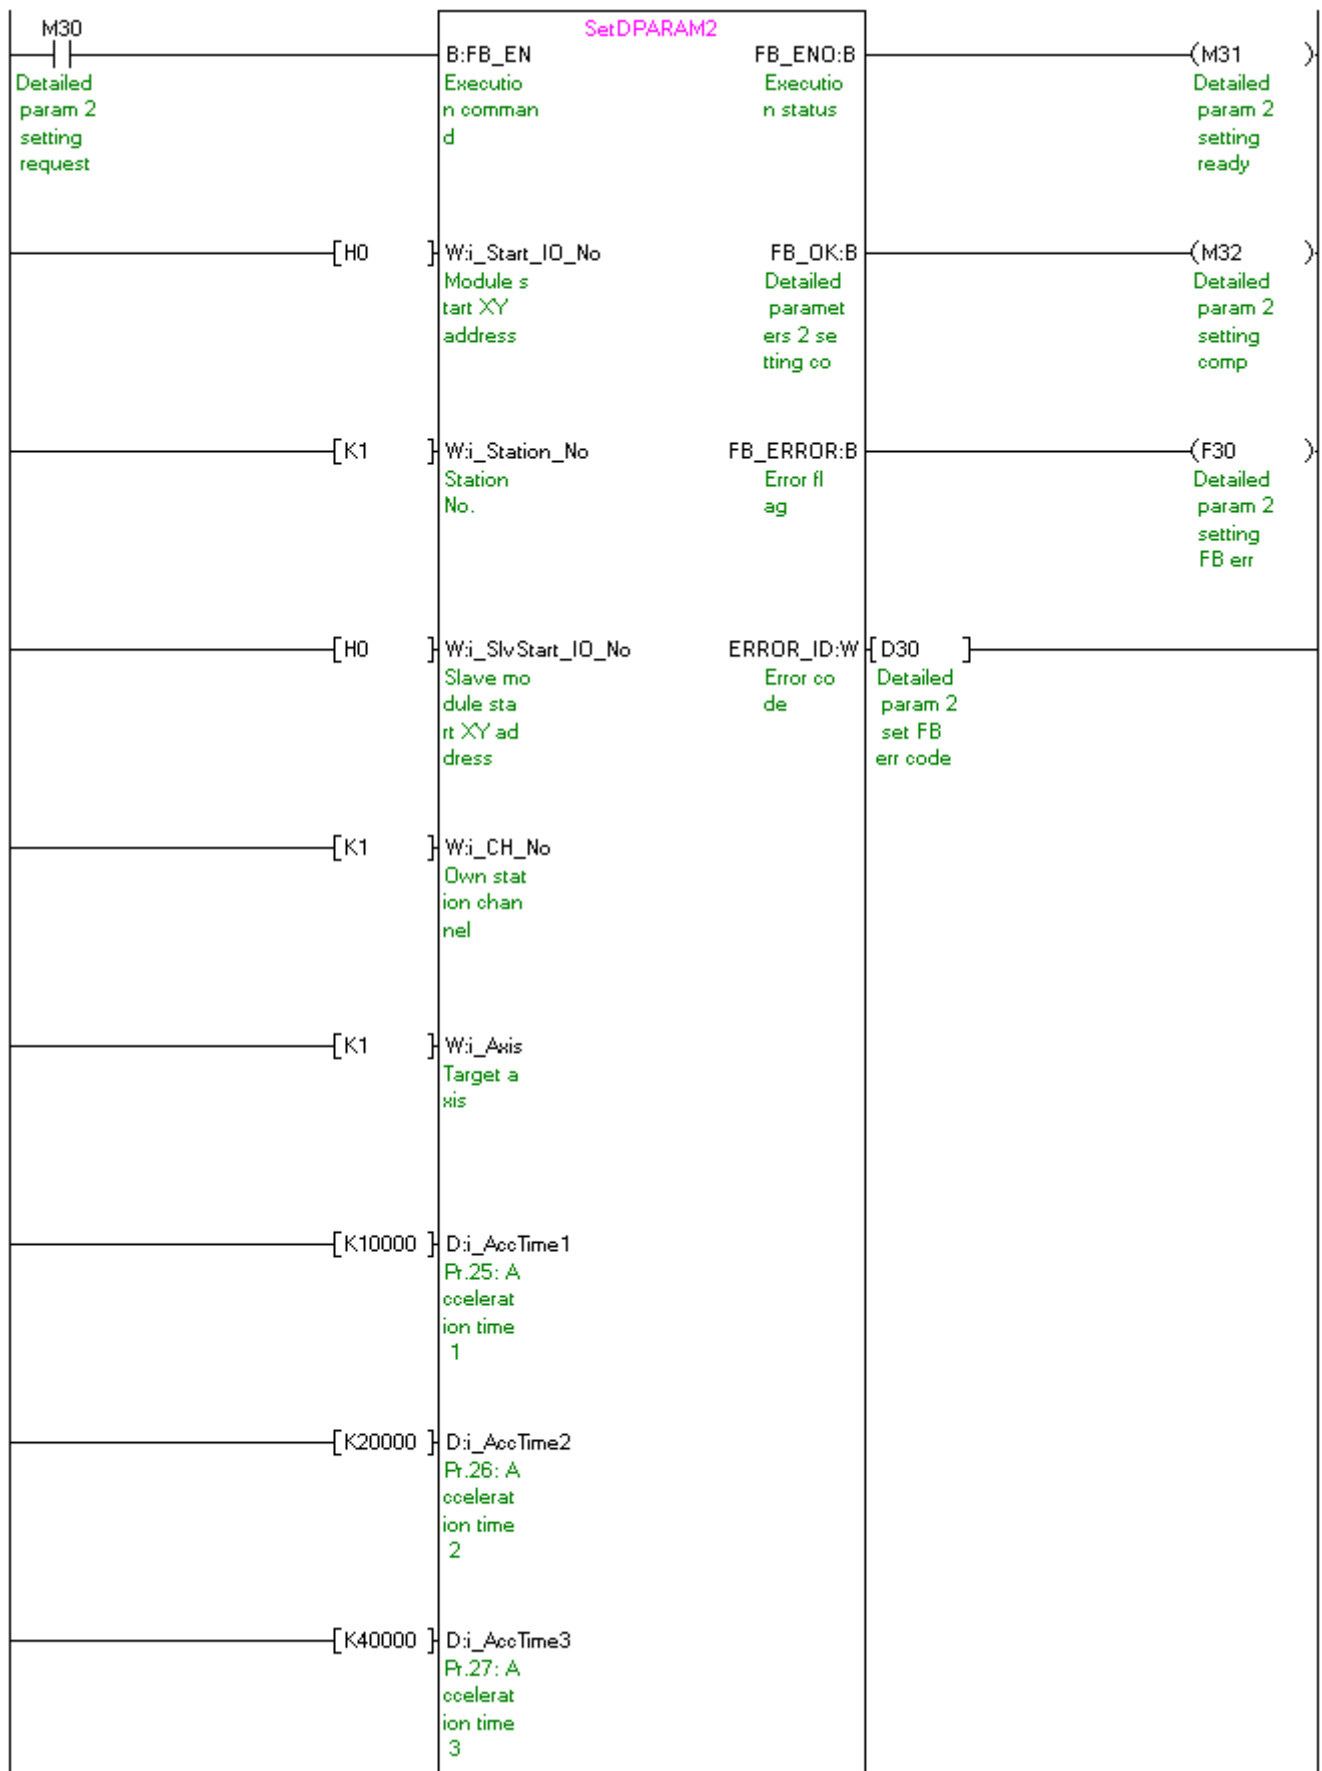 M30
SetDPARAM2
B:FB_EN
FB_ENO:B
(M31 )
Detailed
param 2
setting
request
Executio
n comman
d
Executio
n status
Detailed
param 2
setting
ready
[H0 ]
W:i_Start_IO_No
FB_OK:B
(M32 )
Module s
tart XY
address
Detailed
paramet
ers 2 se
tting co
Detailed
param 2
setting
comp
[K1 ]
W:i_Station_No
FB_ERROR:B
(F30 )
Station
No.
Error fl
ag
Detailed
param 2
setting
FB err
[H0 ]
W:i_SlvStart_IO_No
ERROR_ID:W
[D30 ]
Slave mo
dule sta
rt XY ad
dress
Error co
de
Detailed
param 2
set FB
err code
[K1 ]
W:i_CH_No
Own stat
ion chan
nel
[K1 ]
W:i_Axis
Target a
xis
[K10000 ]
D:i_AccTime1
Pr.25: A
ccelerat
ion time
1
[K20000 ]
D:i_AccTime2
Pr.26: A
ccelerat
ion time
2
[K40000 ]
D:i_AccTime3
Pr.27: A
ccelerat
ion time
3